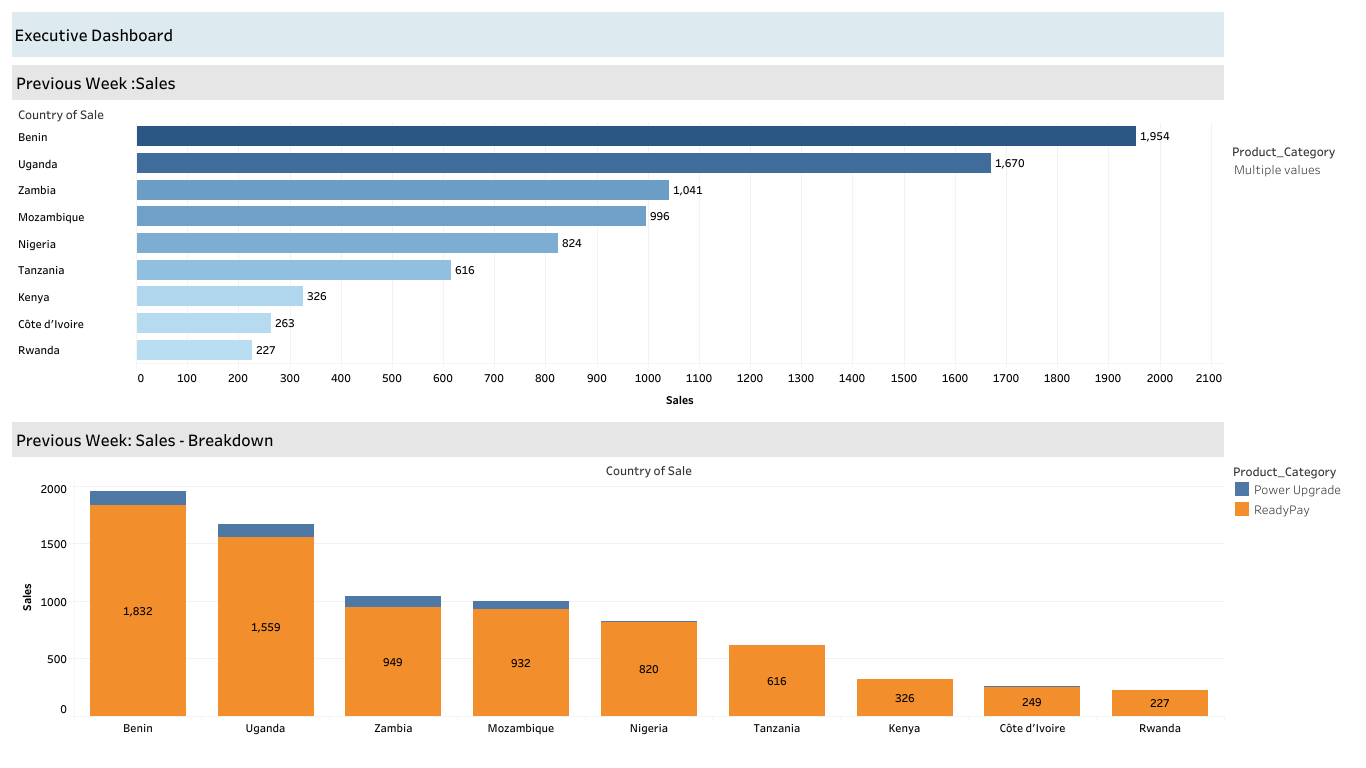 Executive Dashboard
Previous Week :Sales
Country of Sale
Benin 1,954
Uganda 1,670
Zambia 1,041
Mozambique 996
Nigeria 824
Tanzania 616
Kenya 326
Côte d'Ivoire 263
Rwanda 227
0 100 200 300 400 500 600 700 800 900 1000 1100 1200 1300 1400 1500 1600 1700 1800 1900 2000 2100
Sales
Product_Category
Multiple values
Previous Week: Sales - Breakdown
Country of Sale
2000
1500
1000
500
0
Sales
1,832 1,559 949 932 820 616 326 249 227
Benin Uganda Zambia Mozambique Nigeria Tanzania Kenya Côte d'Ivoire Rwanda
Product_Category
Power Upgrade
ReadyPay